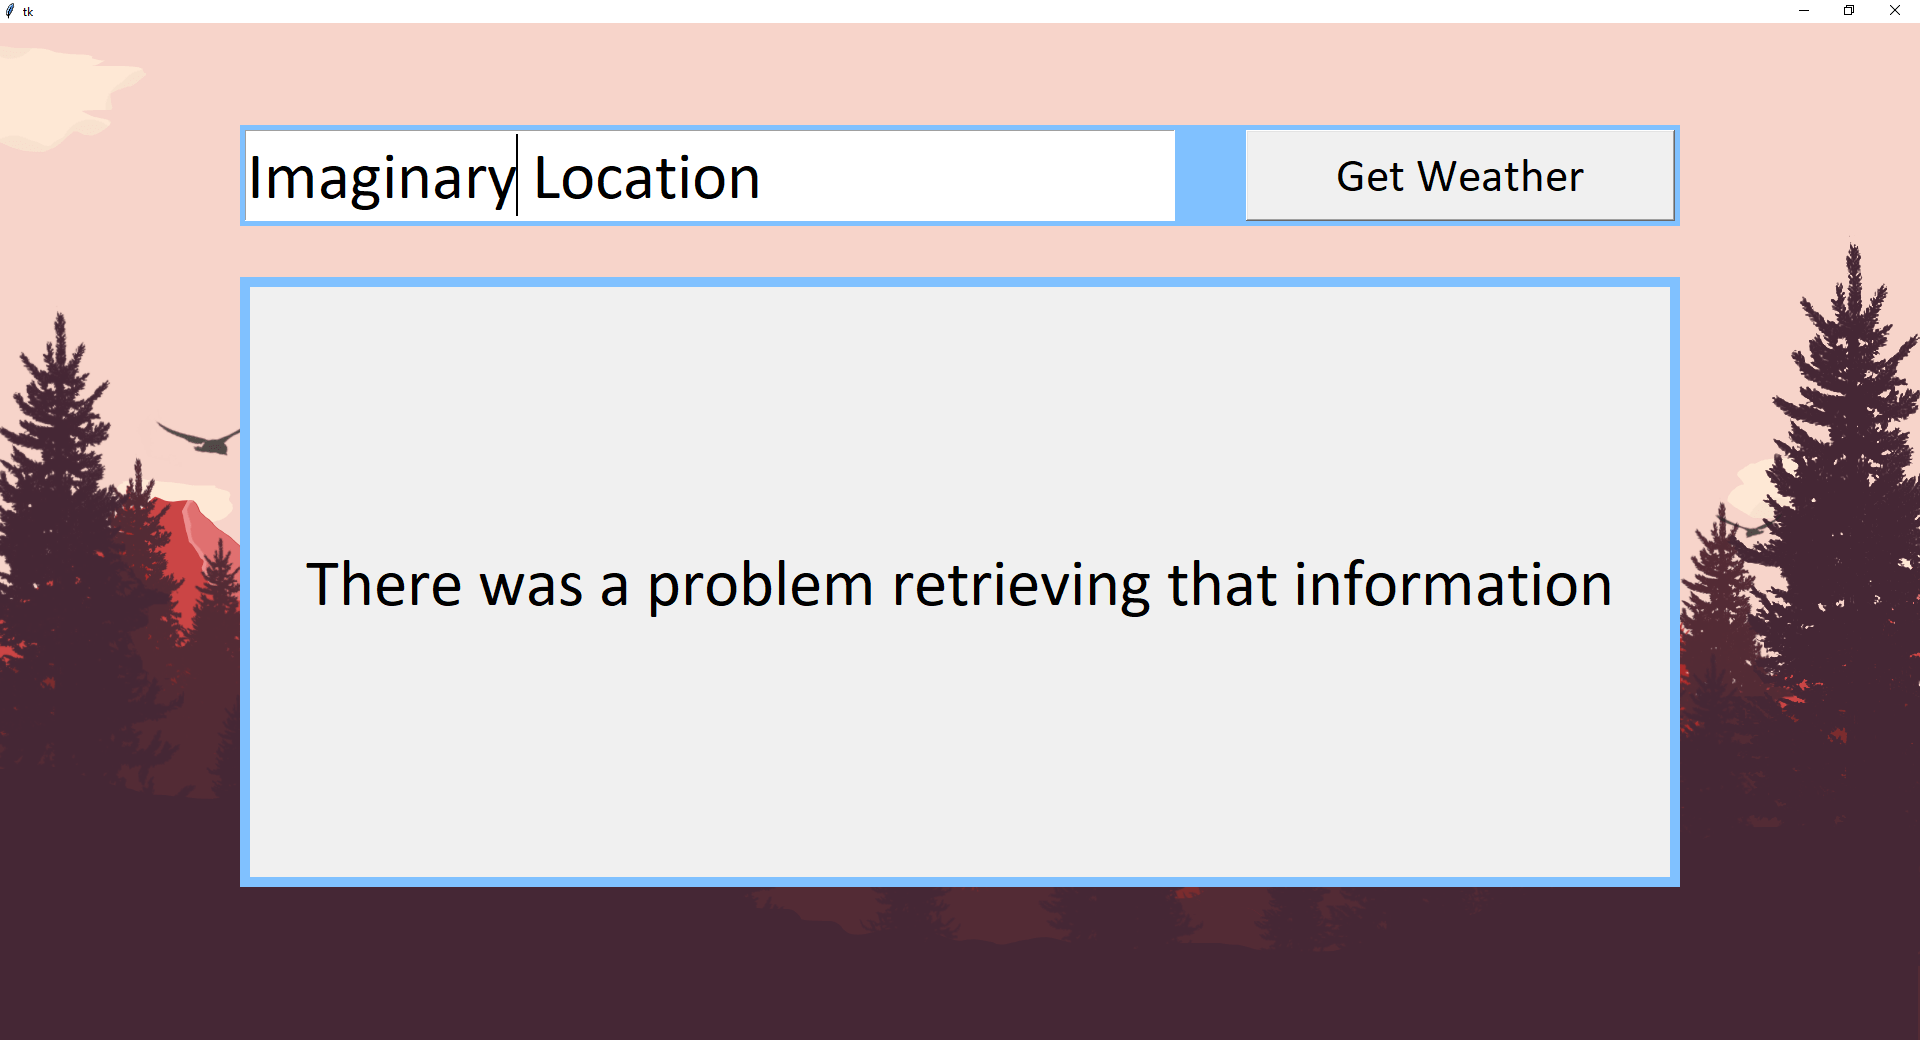 tk
Imaginary Location
Get Weather
There was a problem retrieving that information